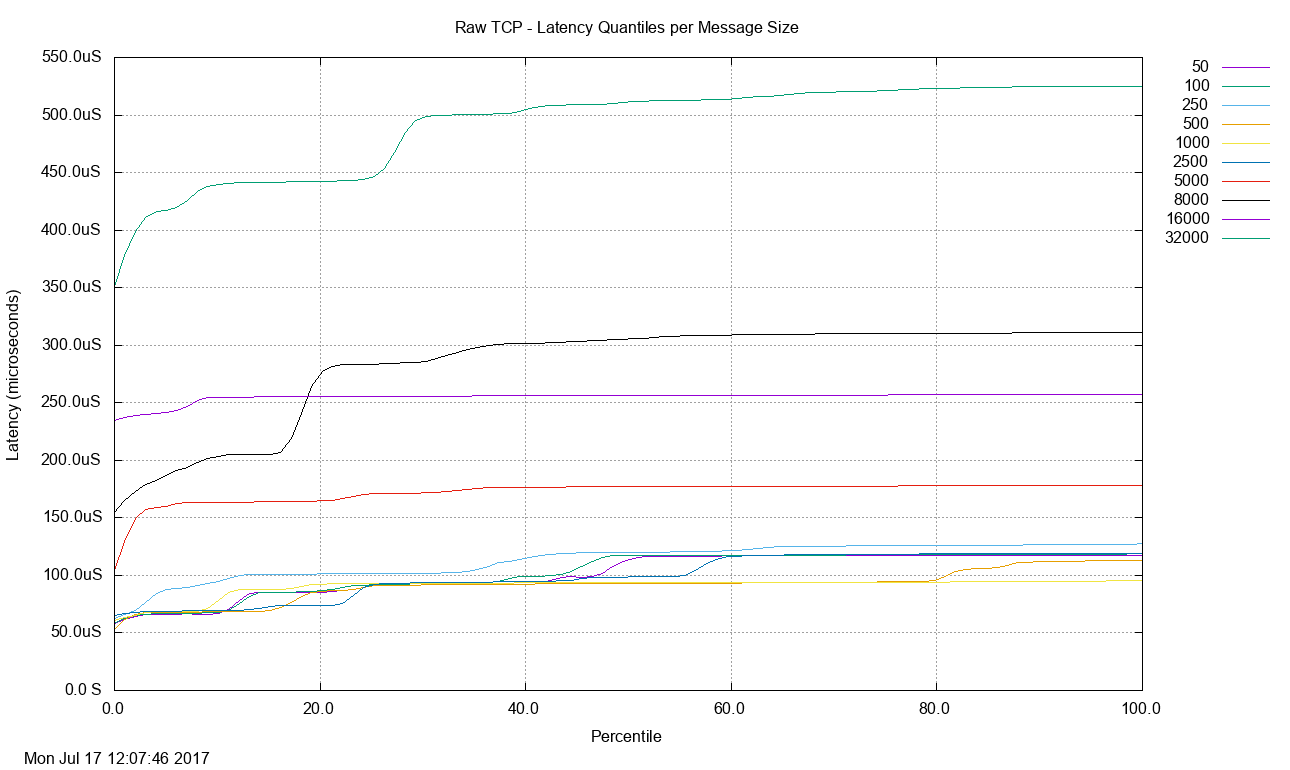 Raw TCP - Latency Quantiles per Message Size
550.0uS
500.0uS
450.0uS
400.0uS
350.0uS
300.0uS
250.0uS
200.0uS
150.0uS
100.0uS
50.0uS
0.0 S
Latency (microseconds)
0.0 20.0 40.0 60.0 80.0 100.0
Percentile
50
100
250
500
1000
2500
5000
8000
16000
32000
Mon Jul 17 12:07:46 2017